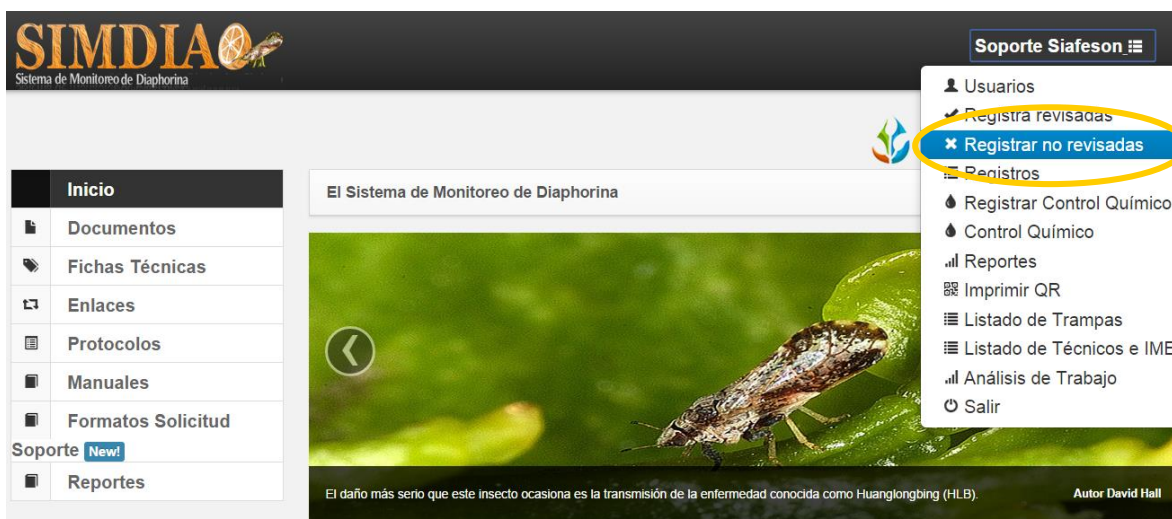 SIMDIA
Sistema de Monitoreo de Diaphorina
Soporte Siafeson
Usuarios
Registra revisadas
Registrar no revisadas
Registros
Registrar Control Químico
Control Químico
Reportes
Imprimir QR
Listado de Trampas
Listado de Técnicos e IME
Análisis de Trabajo
Salir
Inicio
Documentos
Fichas Técnicas
Enlaces
Protocolos
Manuales
Formatos Solicitud
Soporte New!
Reportes
El Sistema de Monitoreo de Diaphorina
El daño más serio que este insecto ocasiona es la transmisión de la enfermedad conocida como Huanglongbing (HLB).
Autor David Hall